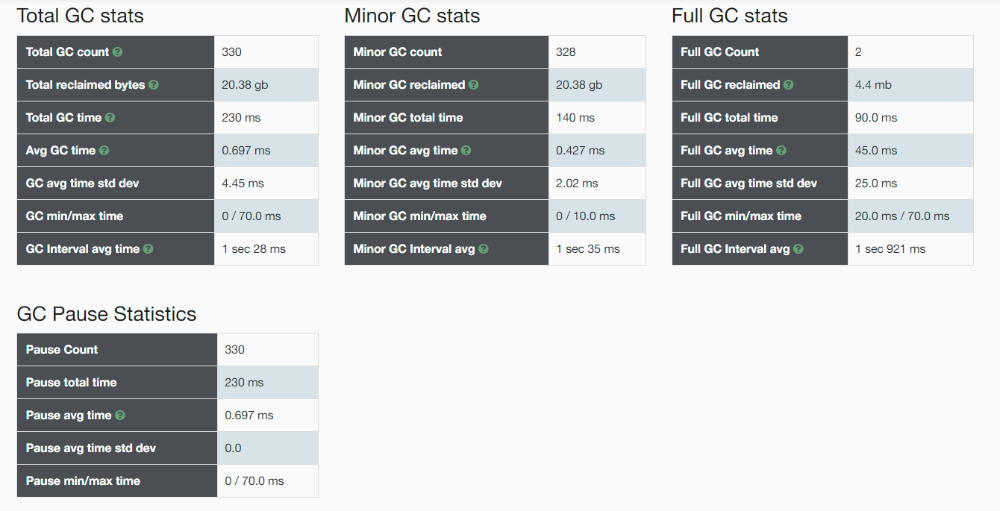 Total GC stats
Total GC count 330
Total reclaimed bytes 20.38 gb
Total GC time 230 ms
Avg GC time 0.697 ms
GC avg time std dev 4.45 ms
GC min/max time 0 / 70.0 ms
GC Interval avg time 1 sec 28 ms
Minor GC stats
Minor GC count 328
Minor GC reclaimed 20.38 gb
Minor GC total time 140 ms
Minor GC avg time 0.427 ms
Minor GC avg time std dev 2.02 ms
Minor GC min/max time 0 / 10.0 ms
Minor GC Interval avg 1 sec 35 ms
Full GC stats
Full GC Count 2
Full GC reclaimed 4.4 mb
Full GC total time 90.0 ms
Full GC avg time 45.0 ms
Full GC avg time std dev 25.0 ms
Full GC min/max time 20.0 ms / 70.0 ms
Full GC Interval avg 1 sec 921 ms
GC Pause Statistics
Pause Count 330
Pause total time 230 ms
Pause avg time 0.697 ms
Pause avg time std dev 0.0
Pause min/max time 0 / 70.0 ms